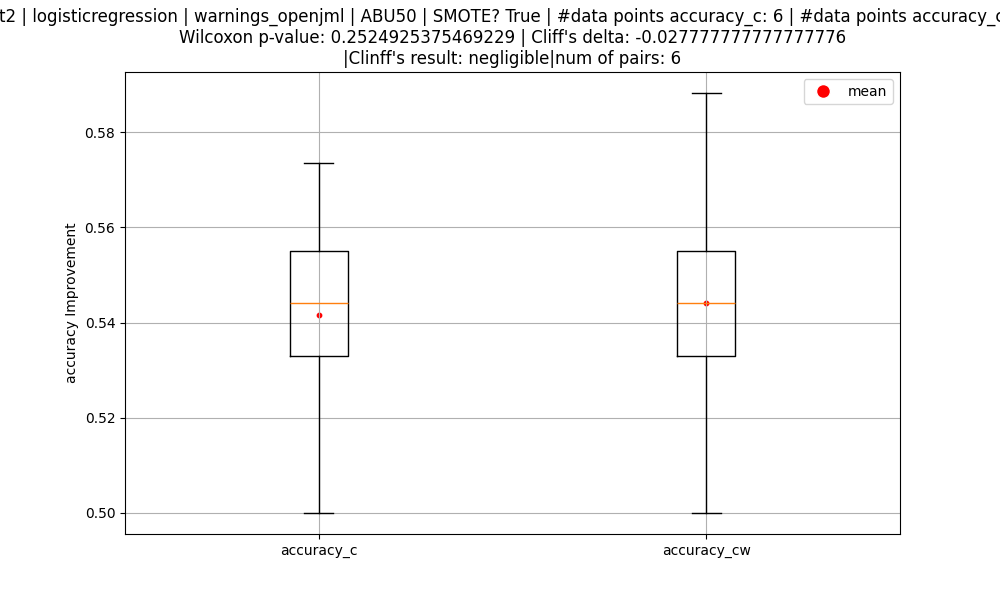 t2 | logisticregression | warnings_openjml | ABU50 | SMOTE? True | #data points accuracy_c: 6 | #data points accuracy_c
Wilcoxon p-value: 0.2524925375469229 | Cliff's delta: -0.027777777777777776
|Clinff's result: negligible|num of pairs: 6
mean
0.58
0.56
0.54
0.52
0.50
accuracy Improvement
accuracy_c
accuracy_cw